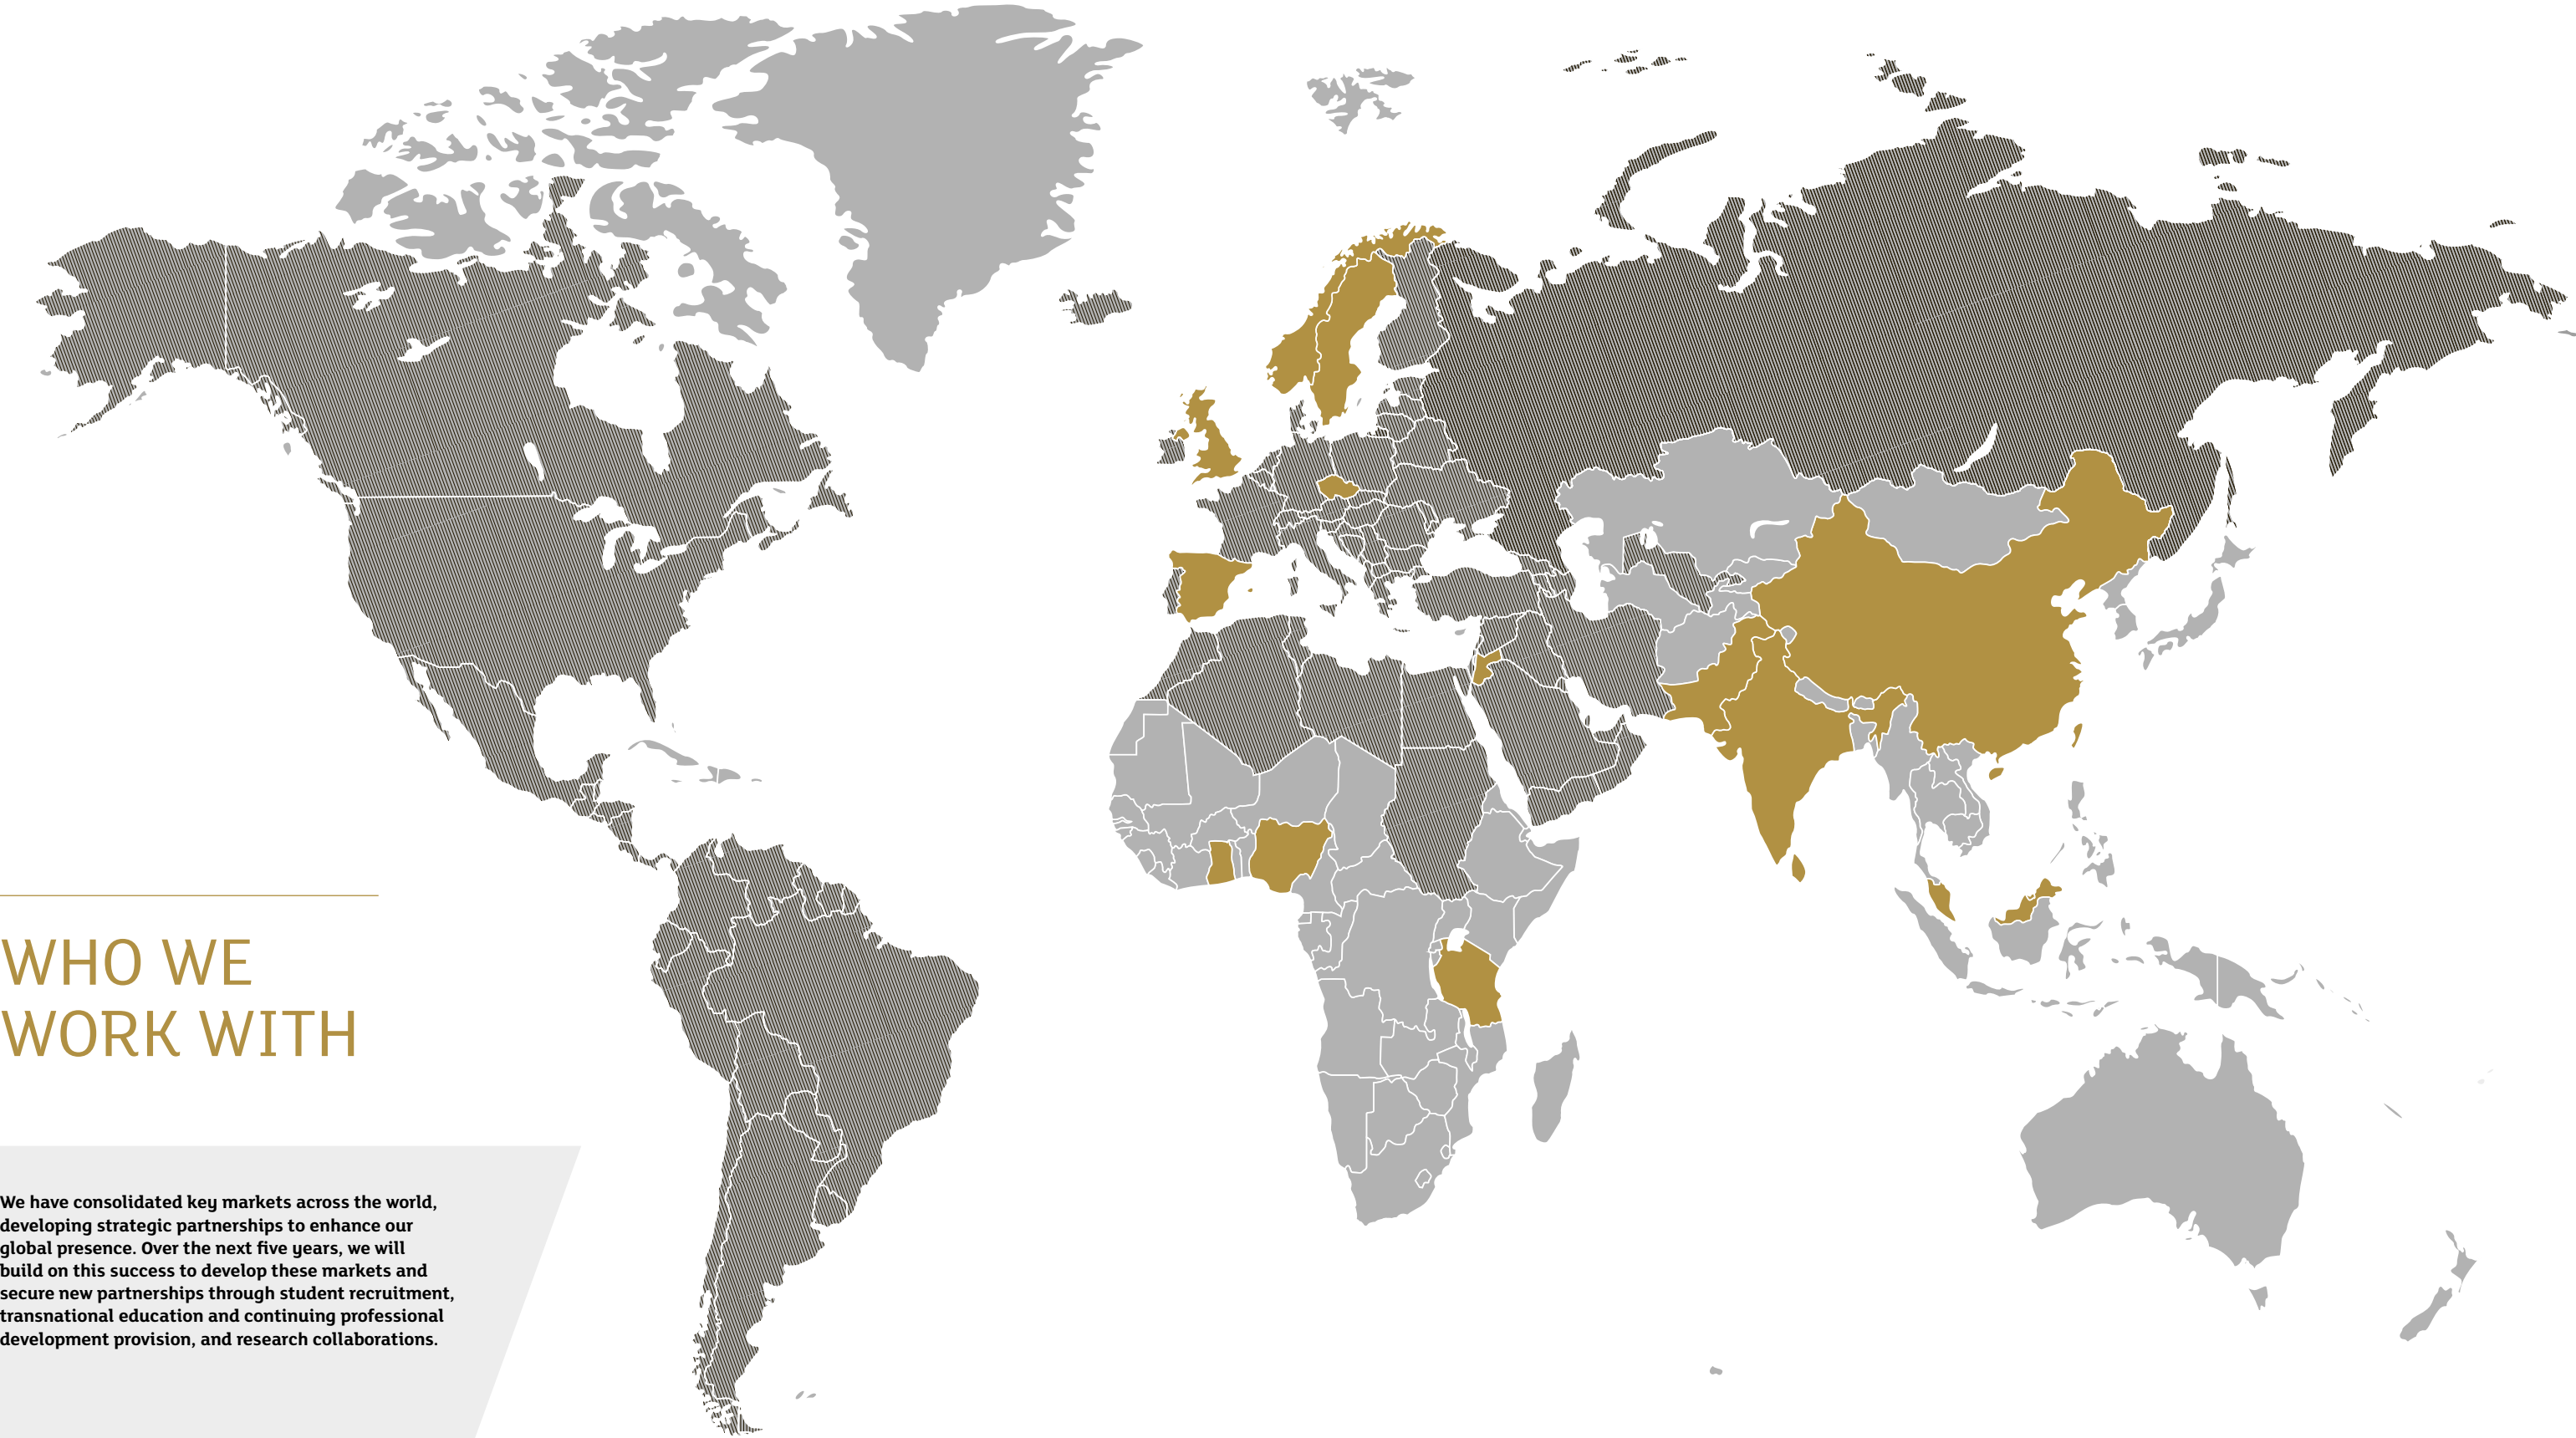 WHO WE
WORK WITH
We have consolidated key markets across the world,
developing strategic partnerships to enhance our
global presence. Over the next five years, we will
build on this success to develop these markets and
secure new partnerships through student recruitment,
transnational education and continuing professional
development provision, and research collaborations.